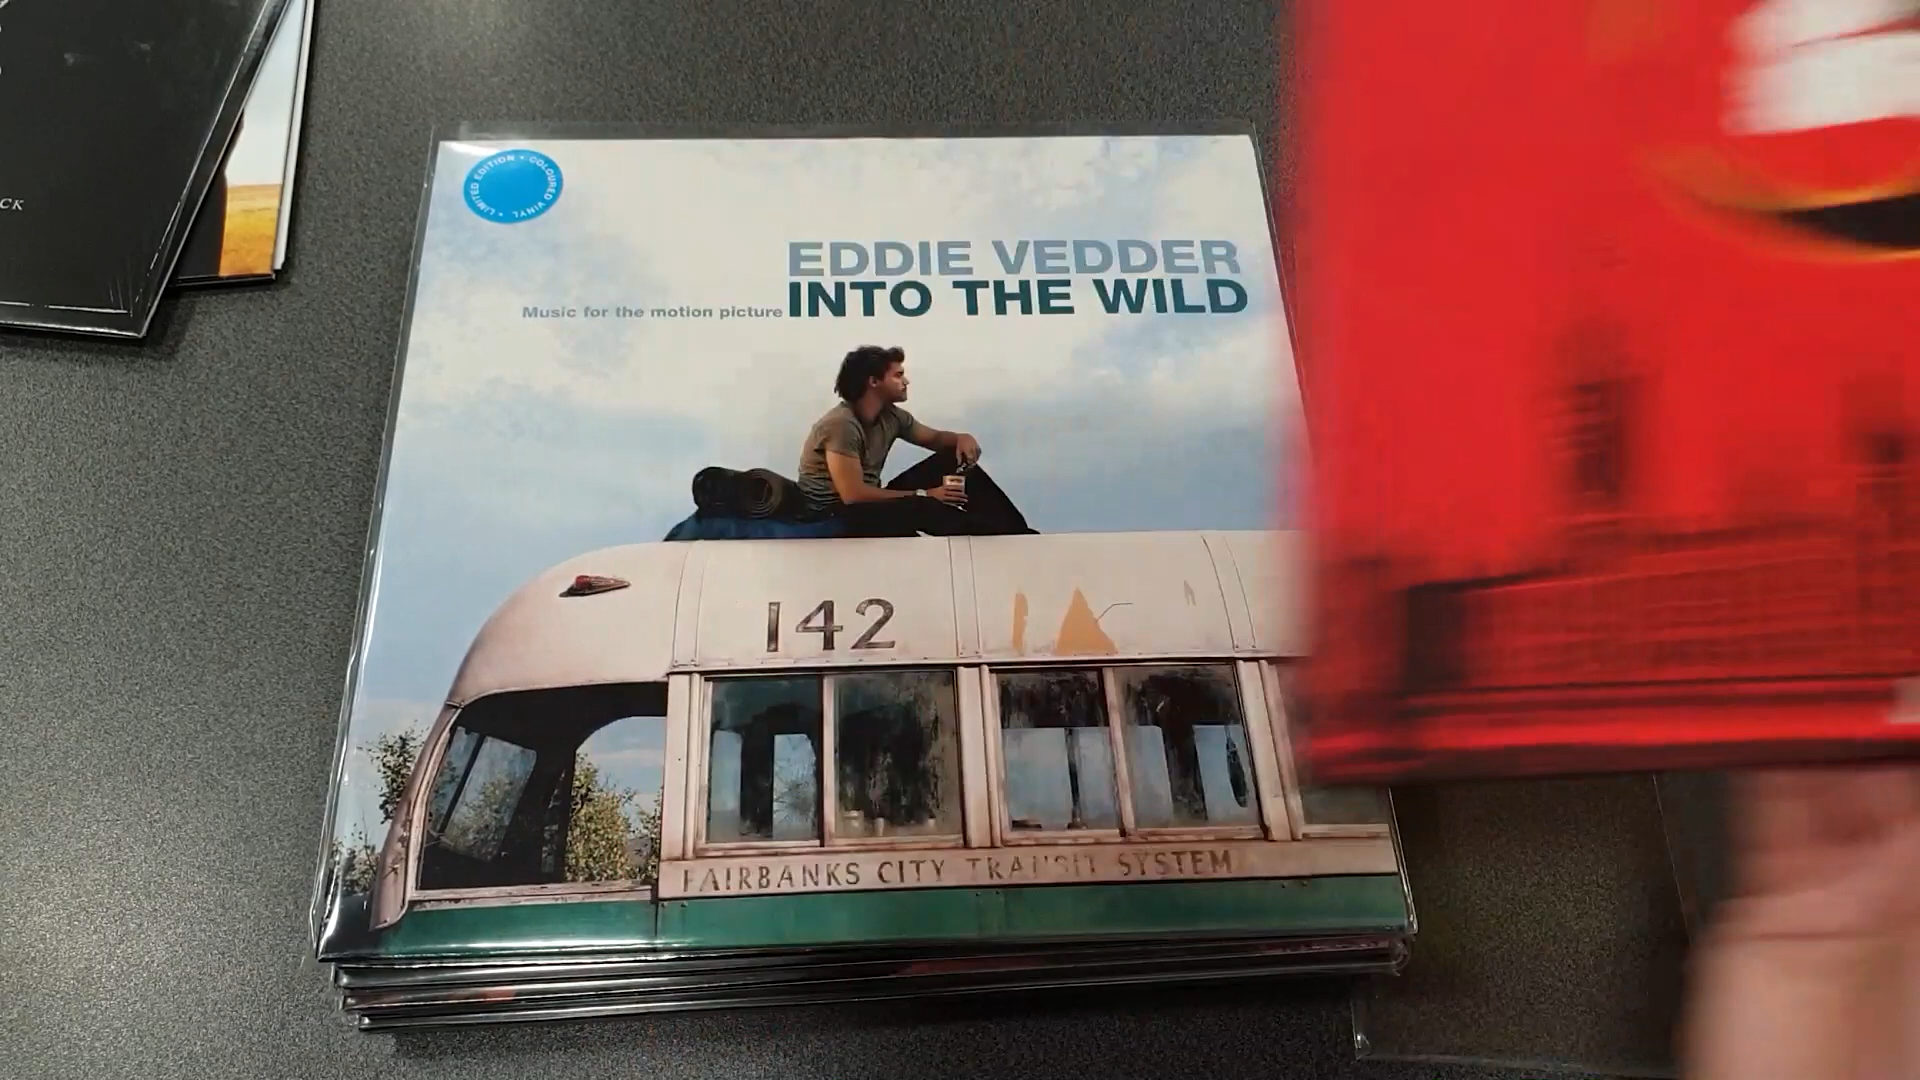 CK
LIMITED EDITION • COLOURED VINYL •
EDDIE VEDDER
Music for the motion picture INTO THE WILD
142
FAIRBANKS CITY TRANSIT SYSTEM